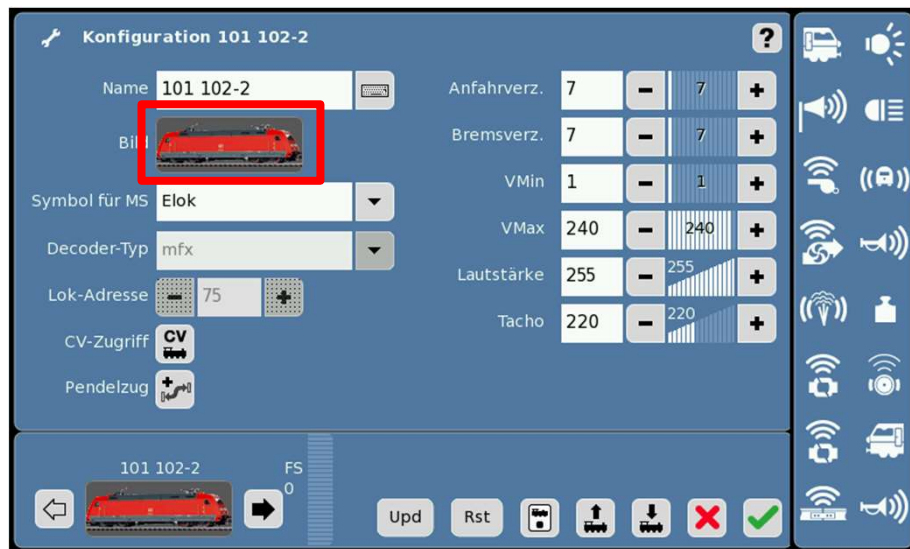 Konfiguration 101 102-2
?
Name 101 102-2
Bild
Symbol für MS Elok
Decoder-Typ mfx
Lok-Adresse - 75 +
CV-Zugriff CV
Pendelzug +
Anfahrverz. 7 - 7 +
Bremsverz. 7 - 7 +
VMin 1 - 1 +
VMax 240 - 240 +
Lautstärke 255 - 255 +
Tacho 220 - 220 +
101 102-2 FS
0
Upd Rst